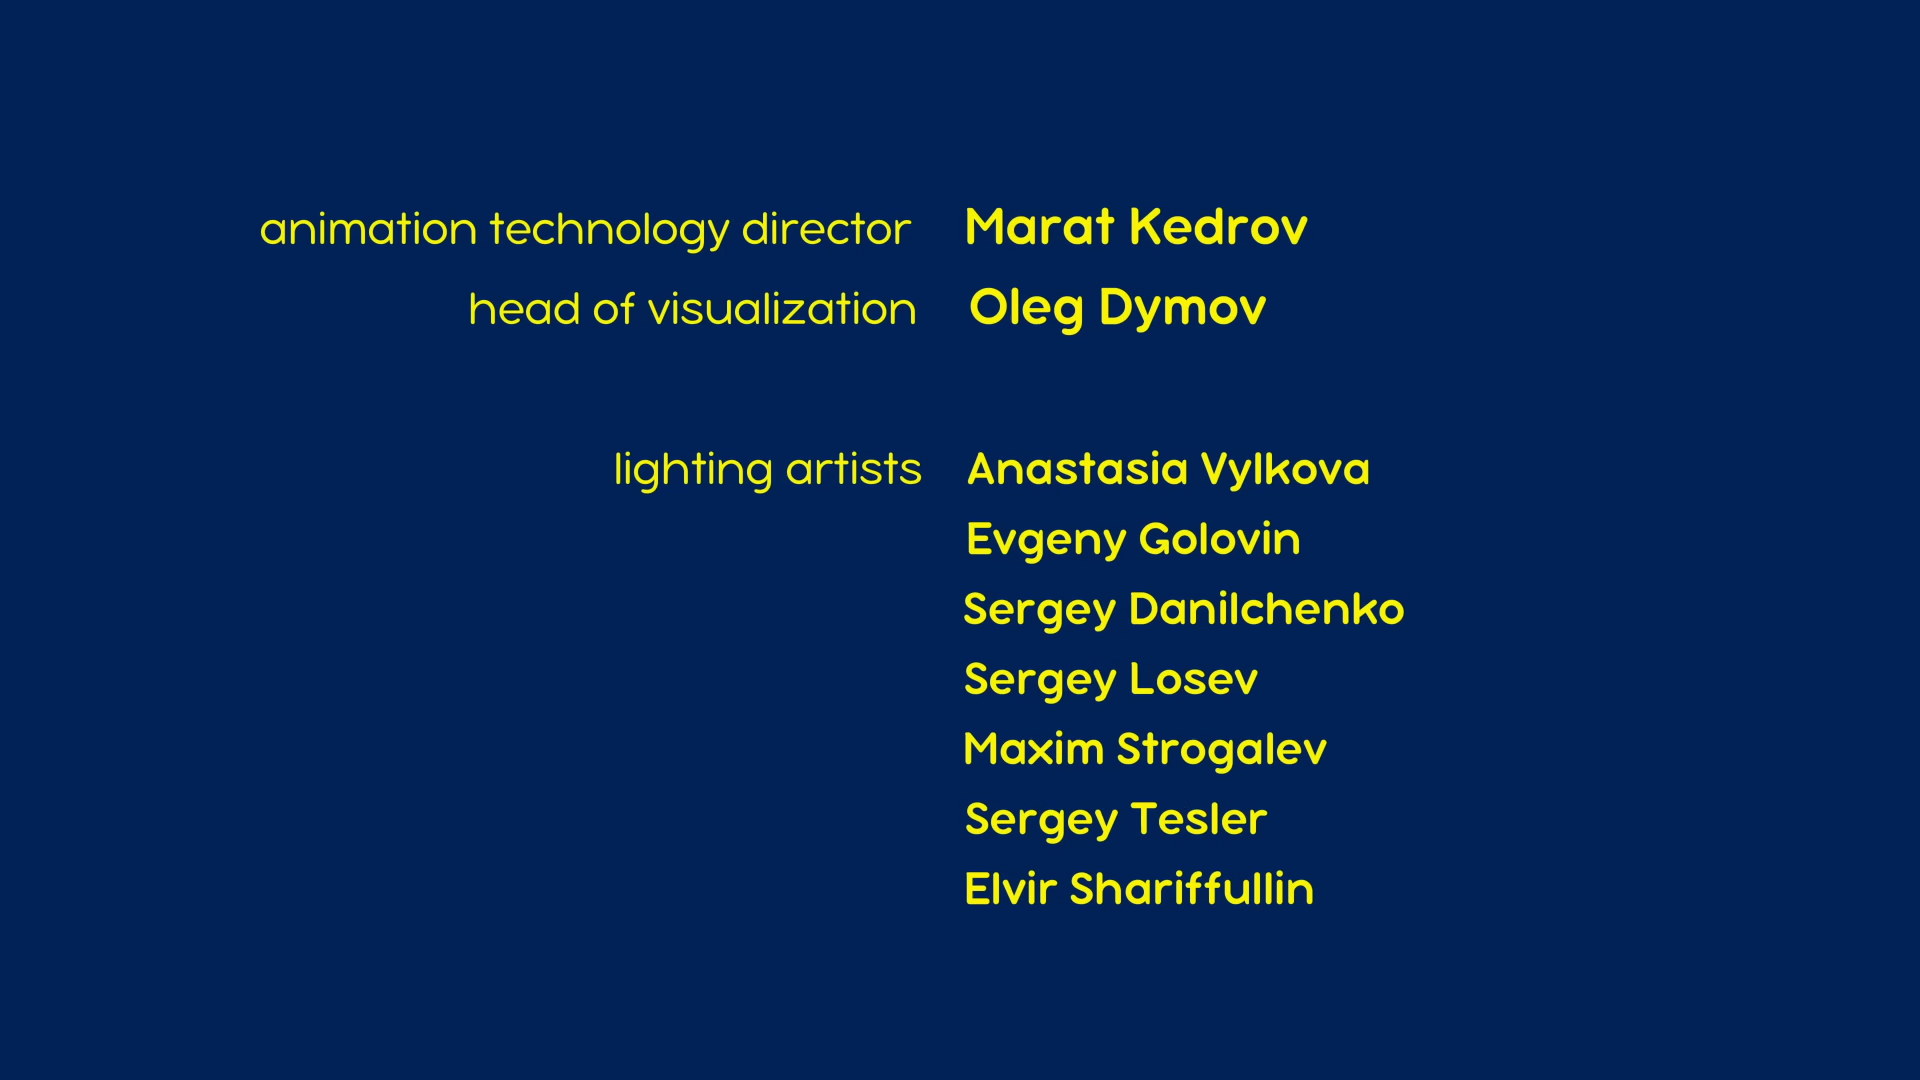 animation technology director Marat Kedrov
head of visualization Oleg Dymov
lighting artists Anastasia Vylkova
Evgeny Golovin
Sergey Danilchenko
Sergey Losev
Maxim Strogalev
Sergey Tesler
Elvir Shariffullin